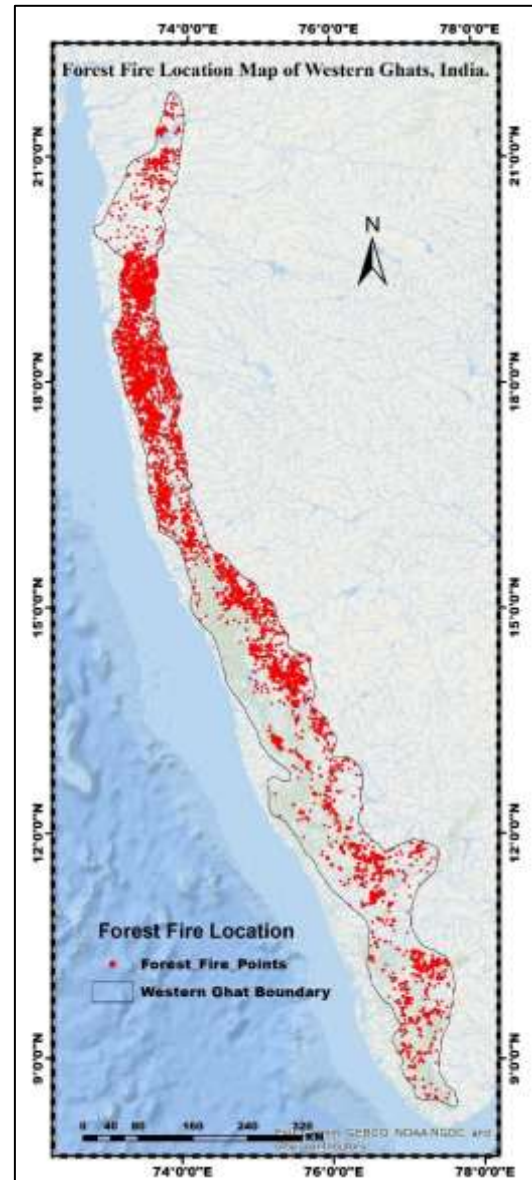 74°0'0"E 76°0'0"E 78°0'0"E
Forest Fire Location Map of Western Ghats, India.
21°0'0"N 21°0'0"N
N
18°0'0"N 18°0'0"N
15°0'0"N 15°0'0"N
12°0'0"N 12°0'0"N
Forest Fire Location
Forest_Fire_Points
Western Ghat Boundary
9°0'0"N 9°0'0"N
0 40 80 160 240 320
KM
GEBCO, NOAA NGDC, and
74°0'0"E 76°0'0"E 78°0'0"E